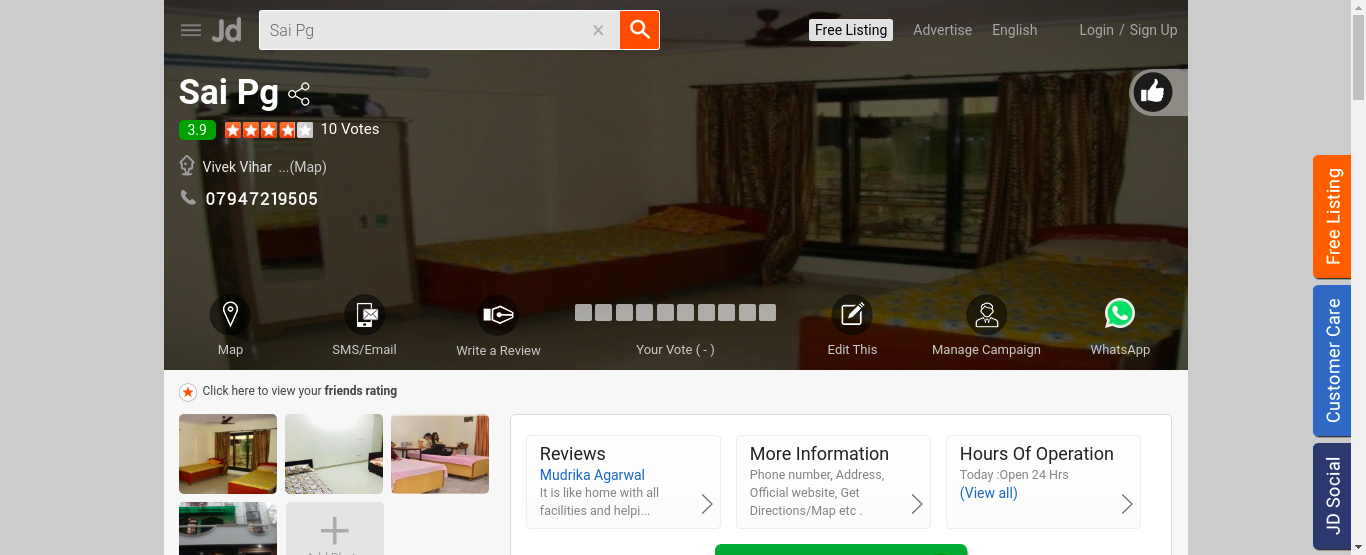 Jd
Sai Pg
Free Listing
Advertise
English
Login / Sign Up
Sai Pg
3.9
10 Votes
Vivek Vihar ...(Map)
07947219505
Map
SMS/Email
Write a Review
Your Vote ( - )
Edit This
Manage Campaign
WhatsApp
Free Listing
Customer Care
JD Social
Click here to view your friends rating
Reviews
Mudrika Agarwal
It is like home with all
facilities and helpi...
More Information
Phone number, Address,
Official website, Get
Directions/Map etc .
Hours Of Operation
Today :Open 24 Hrs
(View all)